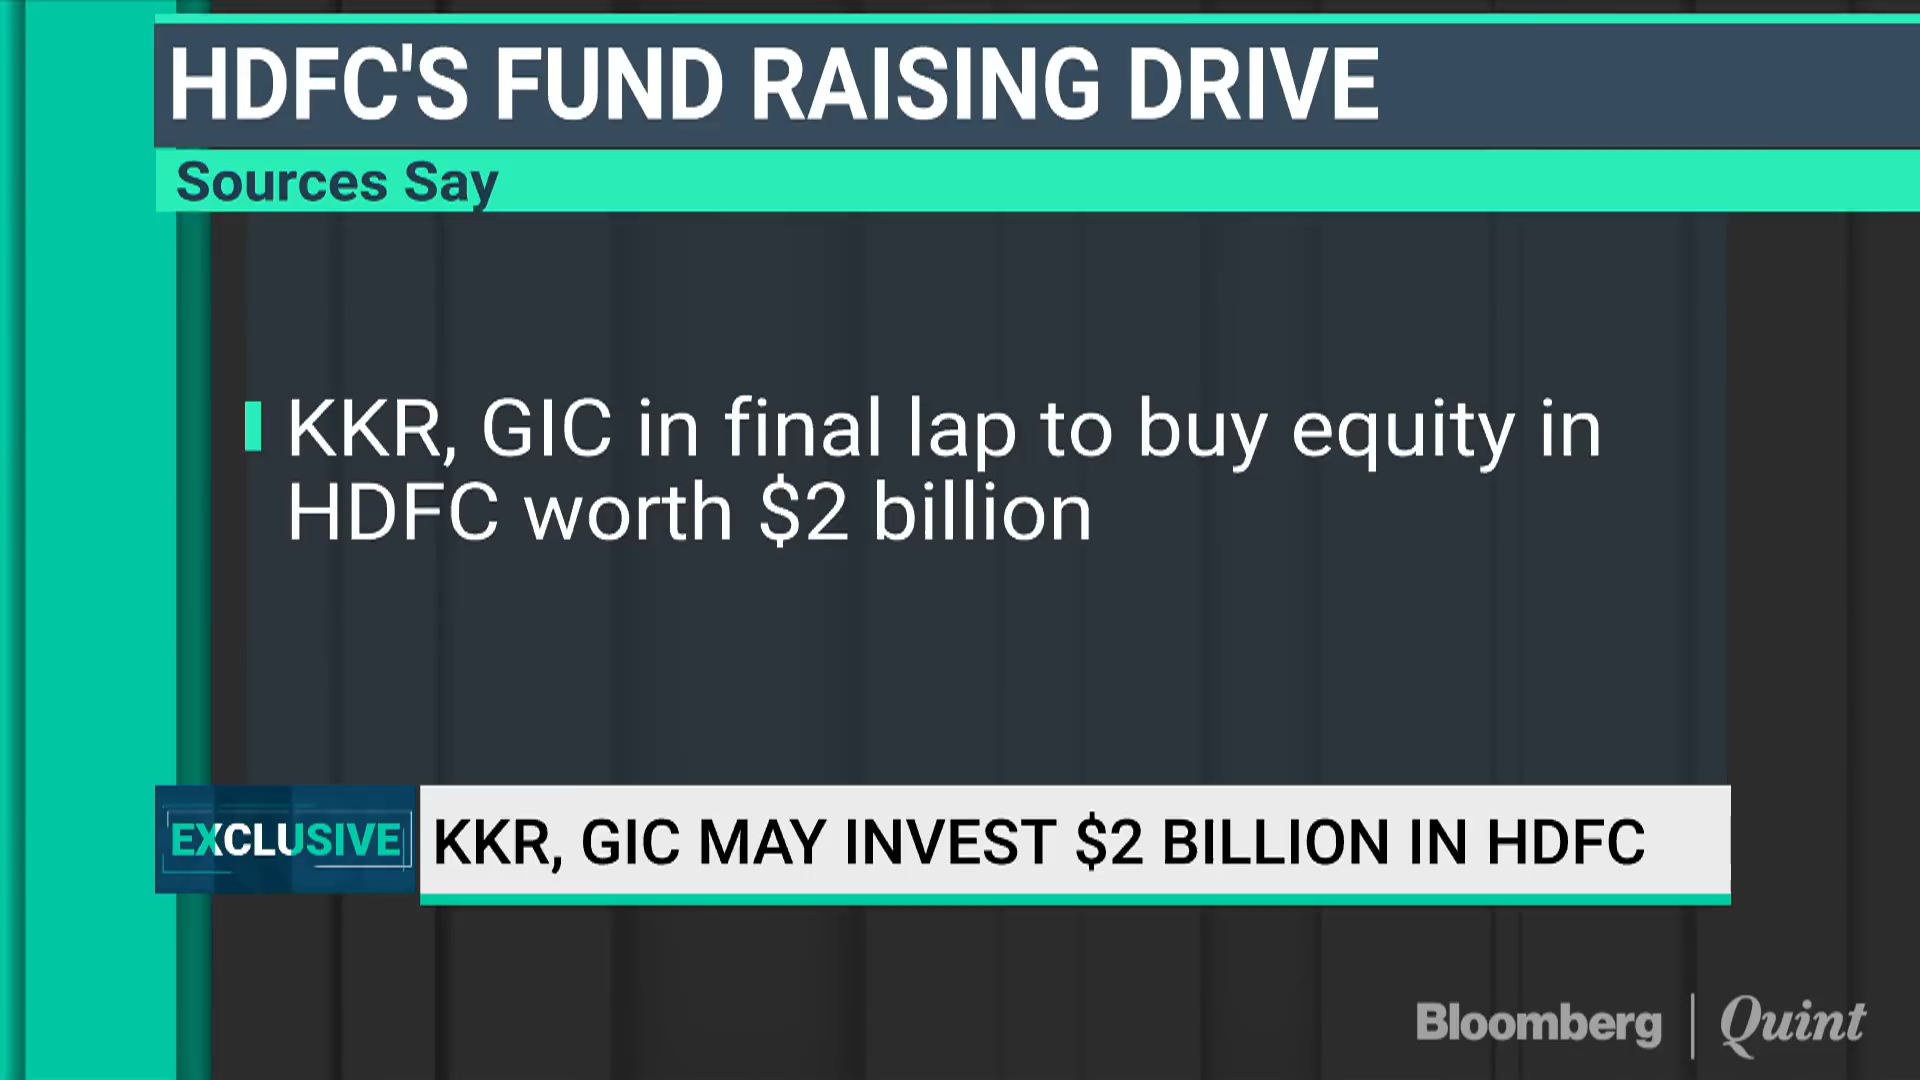 HDFC'S FUND RAISING DRIVE
Sources Say
KKR, GIC in final lap to buy equity in
HDFC worth $2 billion
EXCLUSIVE
KKR, GIC MAY INVEST $2 BILLION IN HDFC
Bloomberg | Quint